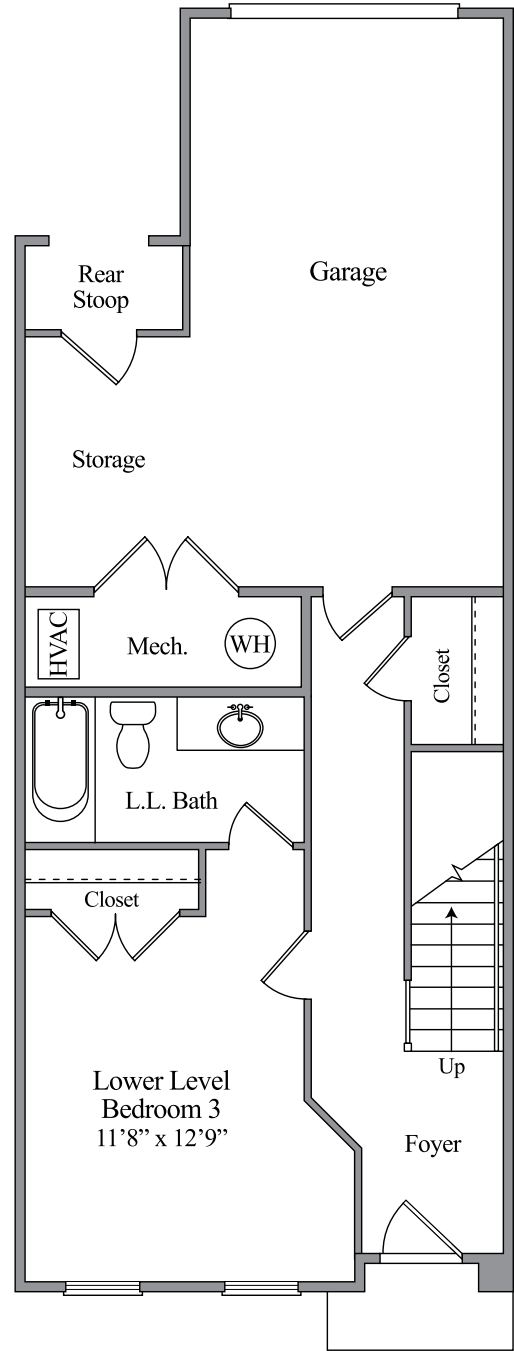 Rear
Stoop
Garage
Storage
HVAC
Mech.
WH
Closet
L.L. Bath
Closet
Lower Level
Bedroom 3
11’8” x 12’9”
Up
Foyer